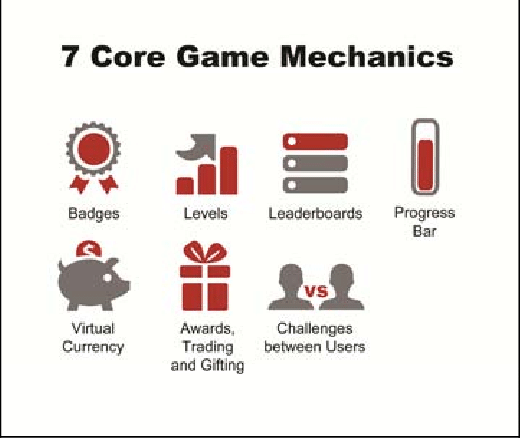 7 Core Game Mechanics
Badges
Levels
Leaderboards
Progress
Bar
$
Virtual
Currency
Awards,
Trading
and Gifting
vs
Challenges
between Users